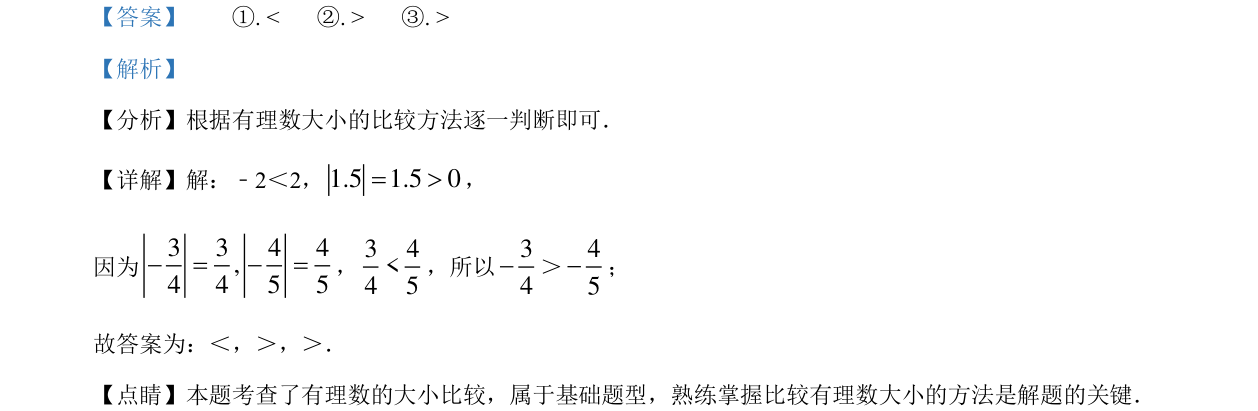 【答案】 ①.< ②.> ③.>
【解析】
【分析】根据有理数大小的比较方法逐一判断即可.
【详解】解:﹣2<2,|1.5|=1.5>0,
因为|-3/4|=3/4,|-4/5|=4/5,3/4<4/5,所以-3/4>-4/5;
故答案为:<,>,>.
【点睛】本题考查了有理数的大小比较,属于基础题型,熟练掌握比较有理数大小的方法是解题的关键.